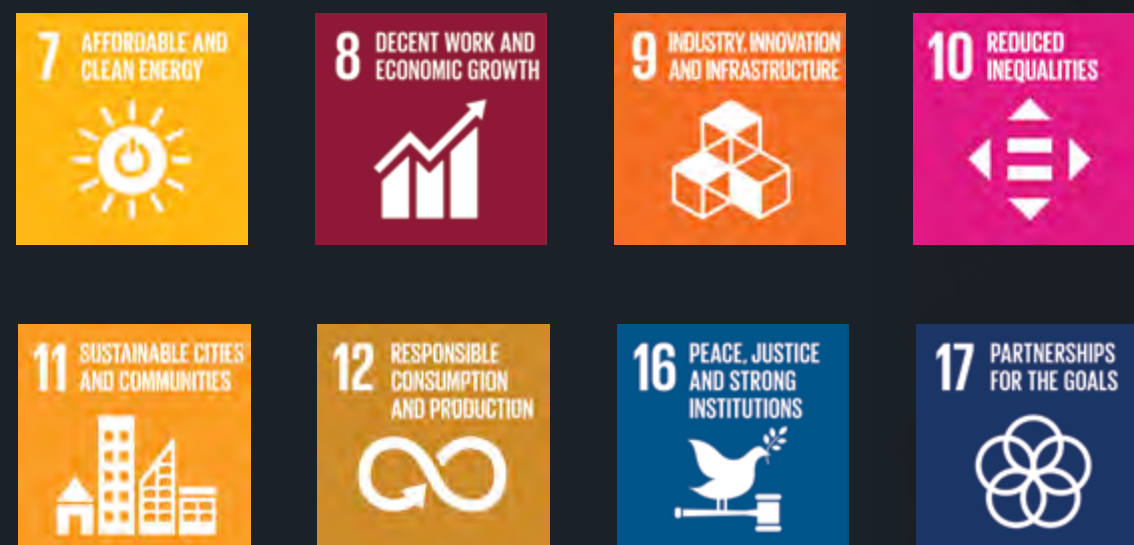 7 AFFORDABLE AND
CLEAN ENERGY
8 DECENT WORK AND
ECONOMIC GROWTH
9 INDUSTRY, INNOVATION
AND INFRASTRUCTURE
10 REDUCED
INEQUALITIES
11 SUSTAINABLE CITIES
AND COMMUNITIES
12 RESPONSIBLE
CONSUMPTION
AND PRODUCTION
16 PEACE, JUSTICE
AND STRONG
INSTITUTIONS
17 PARTNERSHIPS
FOR THE GOALS